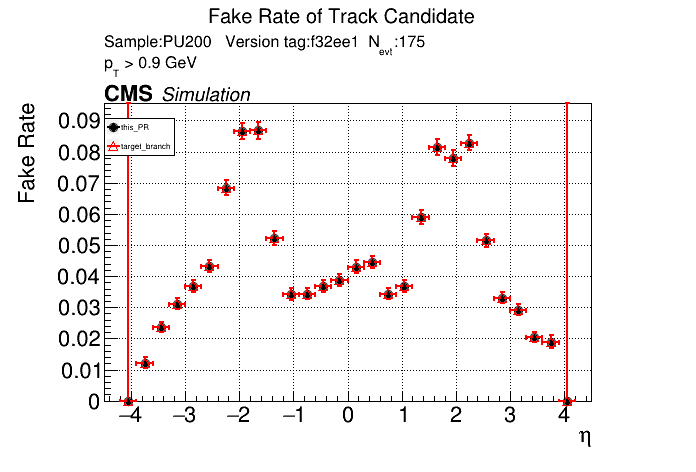 Fake Rate of Track Candidate
Sample:PU200 Version tag:f32ee1 Nevt:175
pT > 0.9 GeV
CMS Simulation
Fake Rate
0.09
0.08
0.07
0.06
0.05
0.04
0.03
0.02
0.01
0
this_PR
target_branch
−4 −3 −2 −1 0 1 2 3 4
η